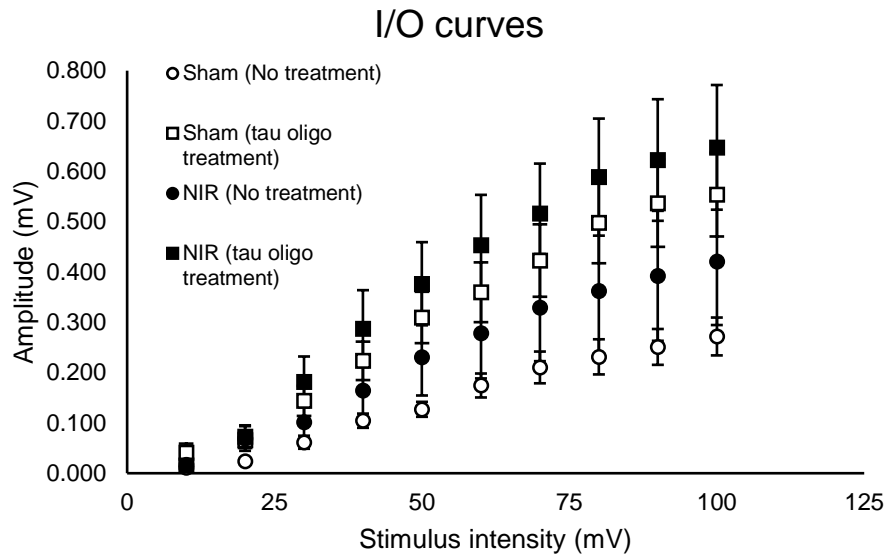 I/O curves
0.800
0.700
0.600
0.500
0.400
0.300
0.200
0.100
0.000
Amplitude (mV)
Sham (No treatment)
Sham (tau oligo
treatment)
NIR (No treatment)
NIR (tau oligo
treatment)
0
25
50
75
100
125
Stimulus intensity (mV)